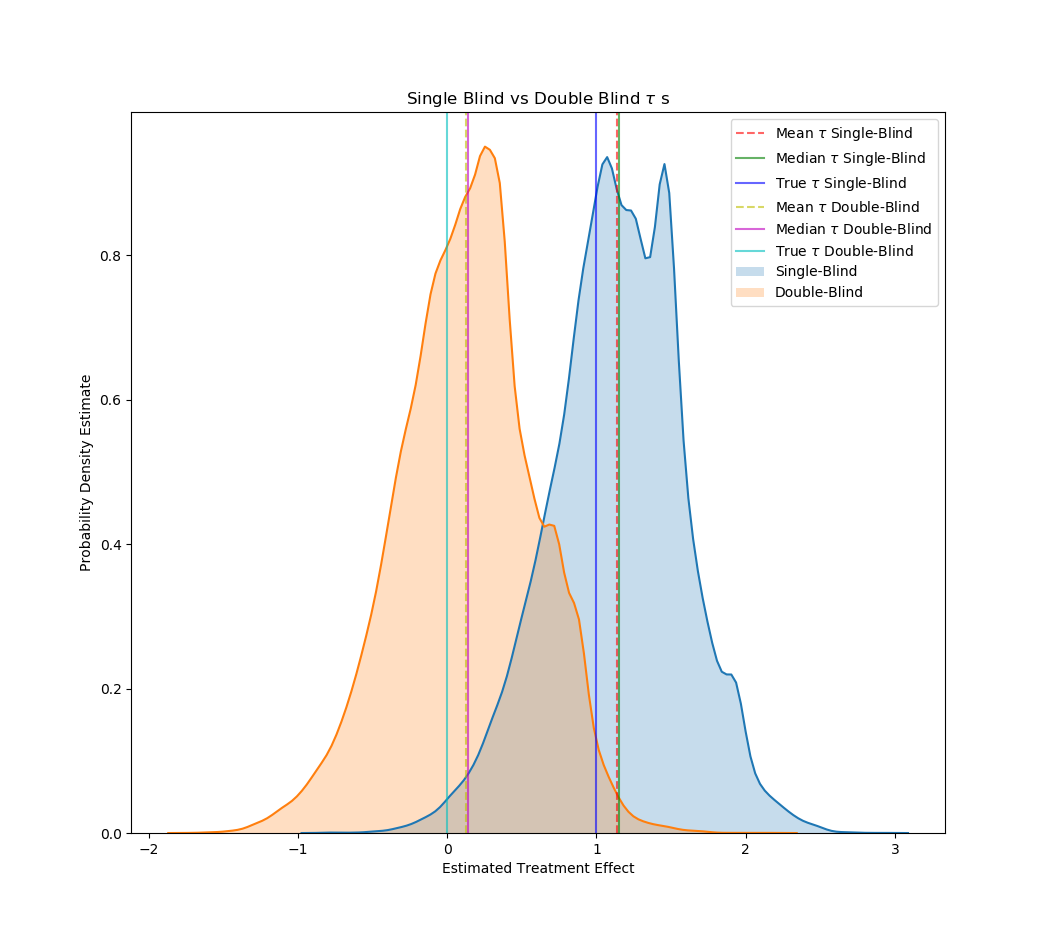 Single Blind vs Double Blind τ s
Mean τ Single-Blind
Median τ Single-Blind
True τ Single-Blind
Mean τ Double-Blind
Median τ Double-Blind
True τ Double-Blind
Single-Blind
Double-Blind
Probability Density Estimate
0.8
0.6
0.4
0.2
0.0
−2 −1 0 1 2 3
Estimated Treatment Effect